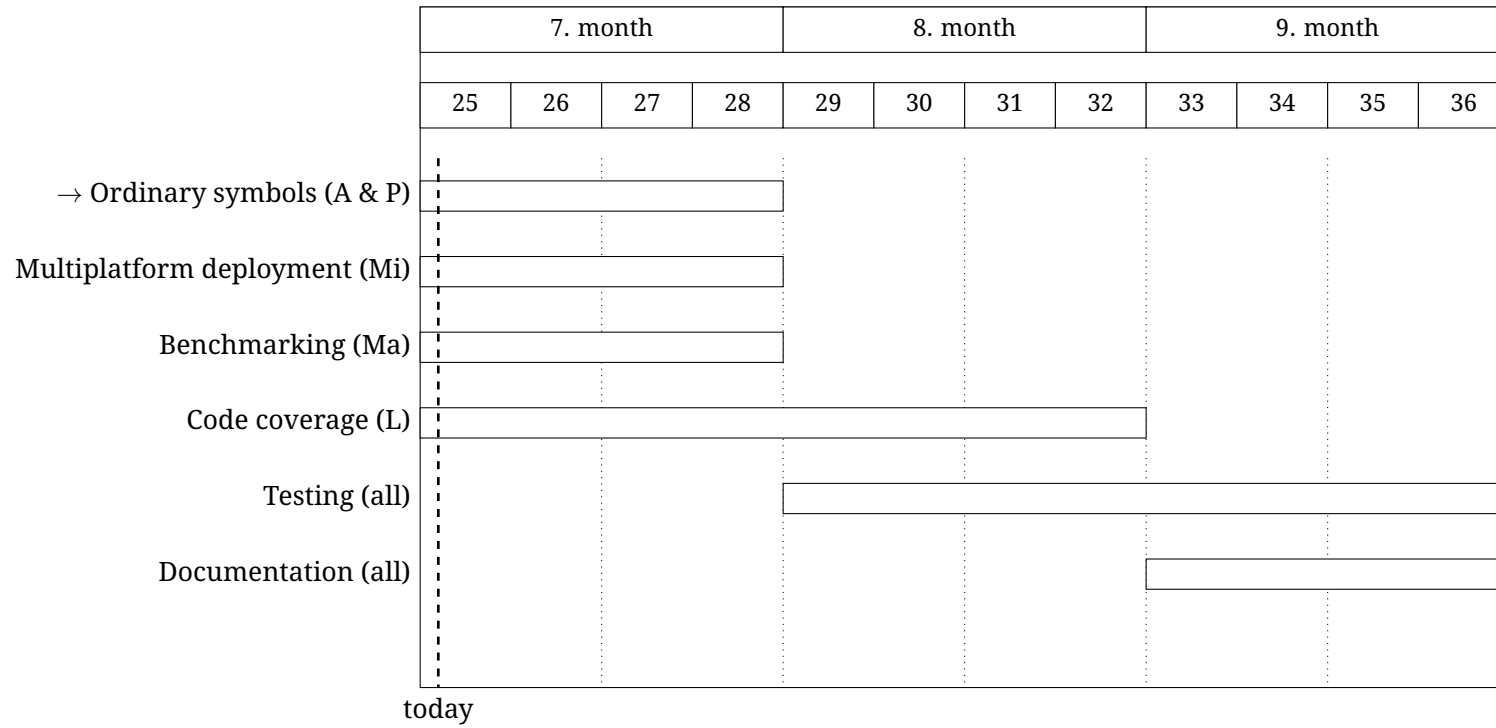 7. month 8. month 9. month
25 26 27 28 29 30 31 32 33 34 35 36
→ Ordinary symbols (A & P)
Multiplatform deployment (Mi)
Benchmarking (Ma)
Code coverage (L)
Testing (all)
Documentation (all)
today